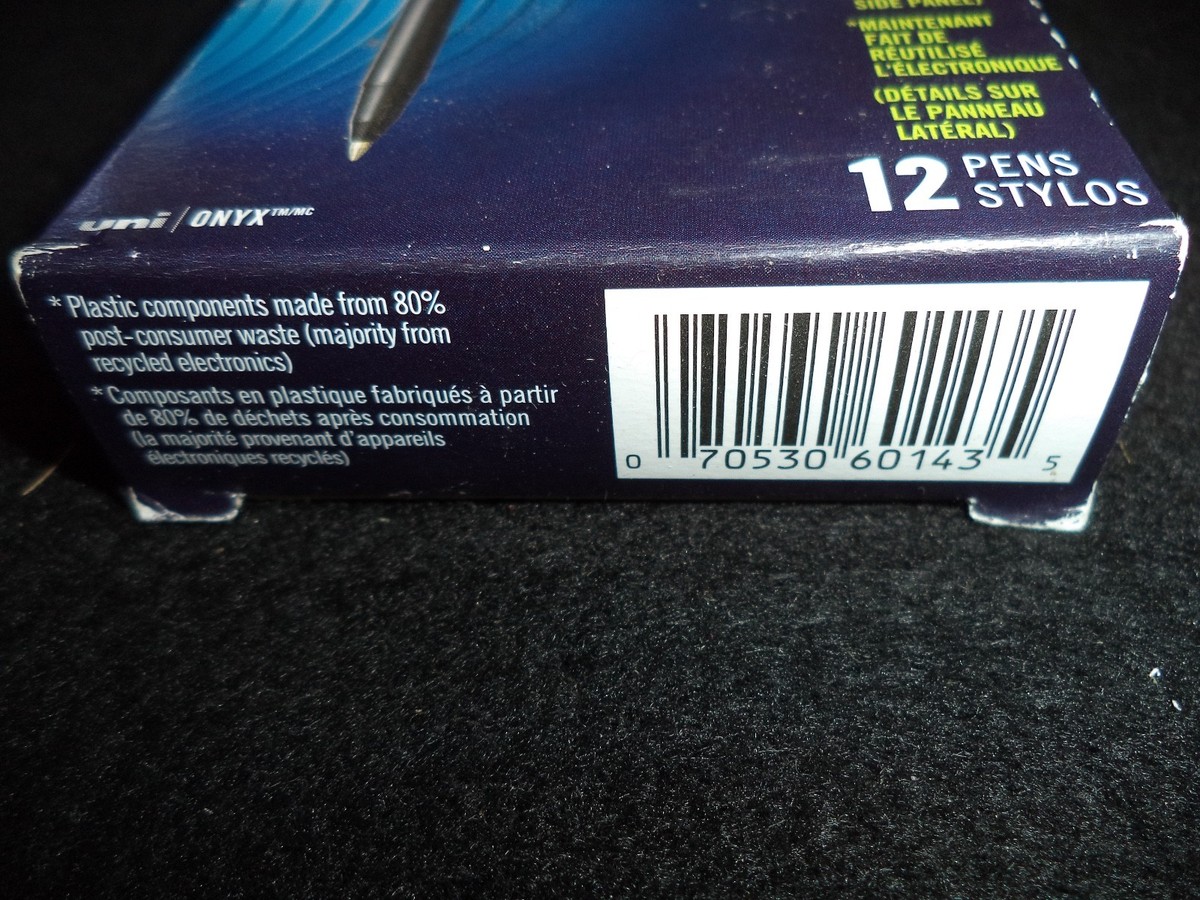 SIDE PANEL)
*MAINTENANT
FAIT DE
RÉUTILISÉ
L'ÉLECTRONIQUE
(DÉTAILS SUR
LE PANNEAU
LATÉRAL)
12 PENS
STYLOS
uni / ONYX TM/MC
* Plastic components made from 80%
post-consumer waste (majority from
recycled electronics)
* Composants en plastique fabriqués à partir
de 80% de déchets après consommation
(la majorité provenant d'appareils
électroniques recyclés)
0 70530 60143 5